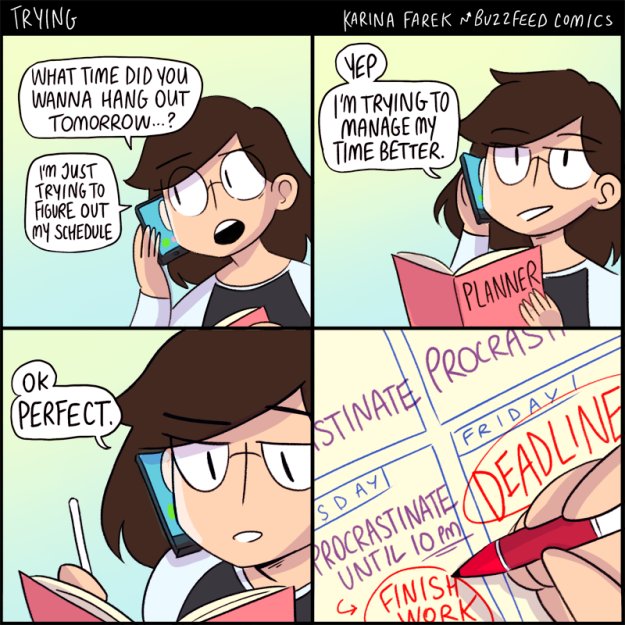 TRYING
KARINA FAREK BUZZFEED COMICS
WHAT TIME DID YOU
WANNA HANG OUT
TOMORROW...?
I'M JUST
TRYING TO
FIGURE OUT
MY SCHEDULE
YEP
I'M TRYING TO
MANAGE MY
TIME BETTER.
PLANNER
OK
PERFECT.
STINATE
PROCRAST
FRIDAY!
DEADLINE
SDAY
PROCRASTINATE
UNTIL 10 PM
FINISH
WORK